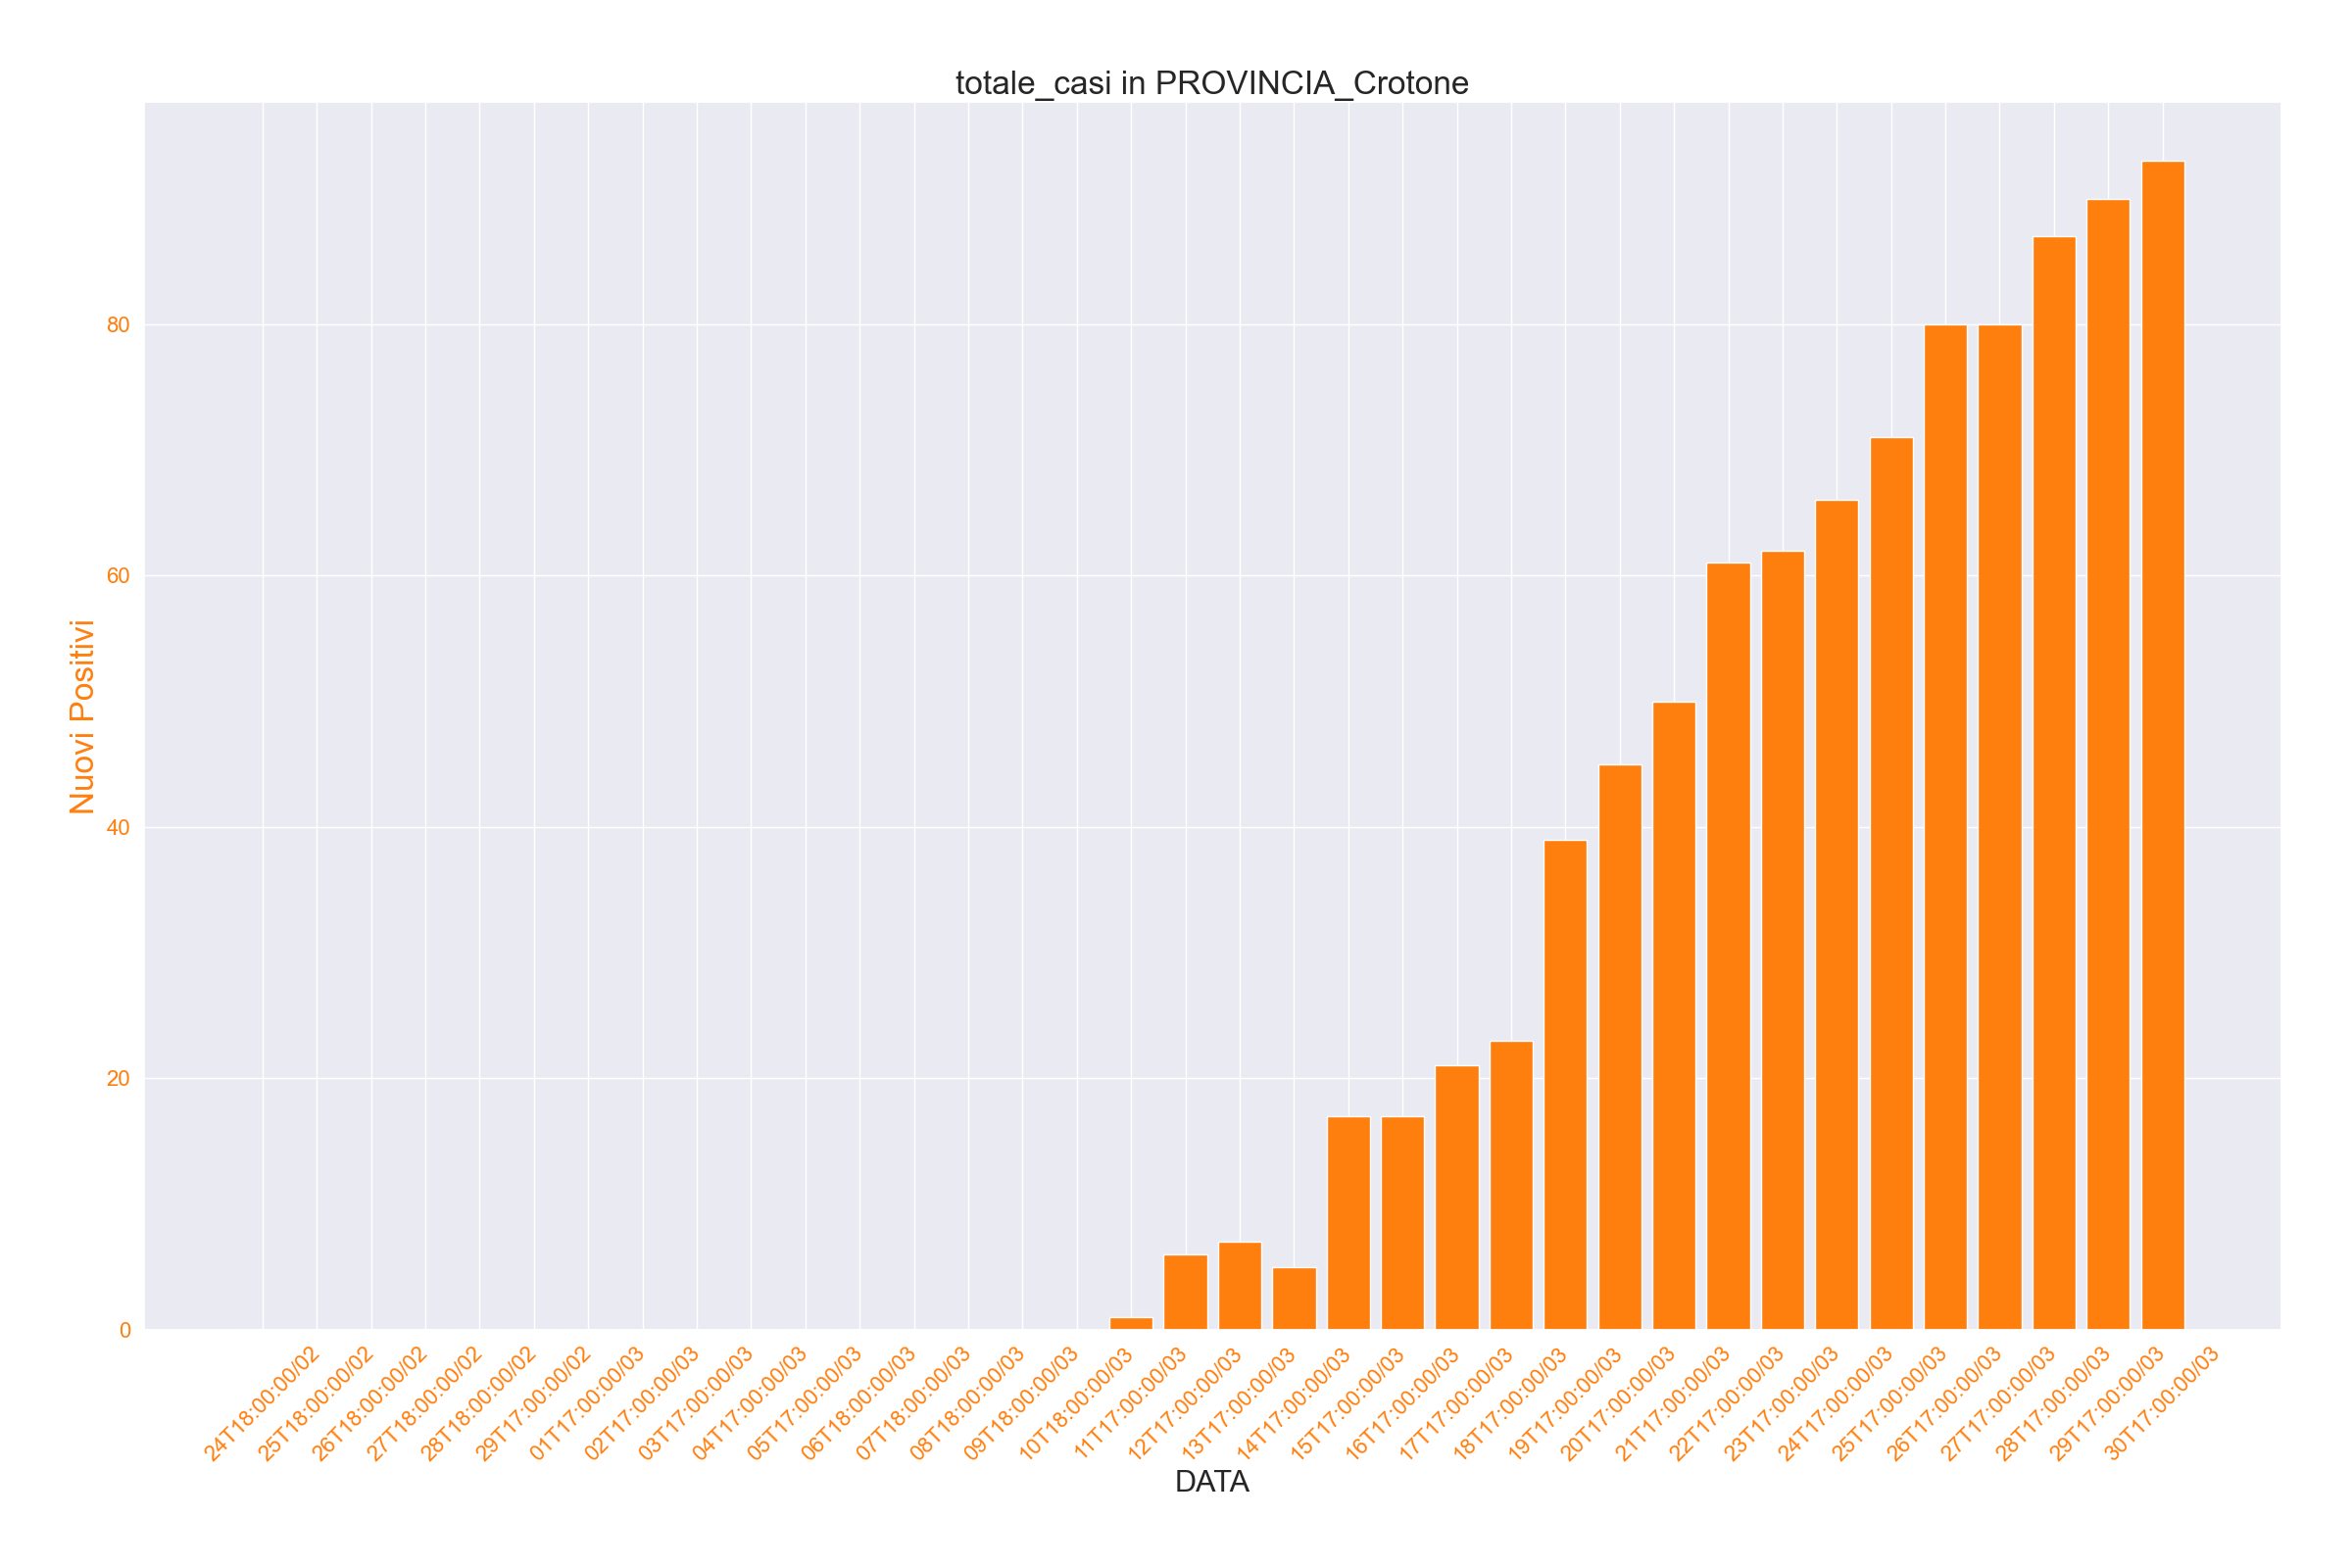 totale_casi in PROVINCIA_Crotone
Nuovi Positivi
80
60
40
20
0
24T18:00:00/02
25T18:00:00/02
26T18:00:00/02
27T18:00:00/02
28T18:00:00/02
29T17:00:00/02
01T17:00:00/03
02T17:00:00/03
03T17:00:00/03
04T17:00:00/03
05T17:00:00/03
06T18:00:00/03
07T18:00:00/03
08T18:00:00/03
09T18:00:00/03
10T18:00:00/03
11T17:00:00/03
12T17:00:00/03
13T17:00:00/03
14T17:00:00/03
15T17:00:00/03
16T17:00:00/03
17T17:00:00/03
18T17:00:00/03
19T17:00:00/03
20T17:00:00/03
21T17:00:00/03
22T17:00:00/03
23T17:00:00/03
24T17:00:00/03
25T17:00:00/03
26T17:00:00/03
27T17:00:00/03
28T17:00:00/03
29T17:00:00/03
30T17:00:00/03
DATA